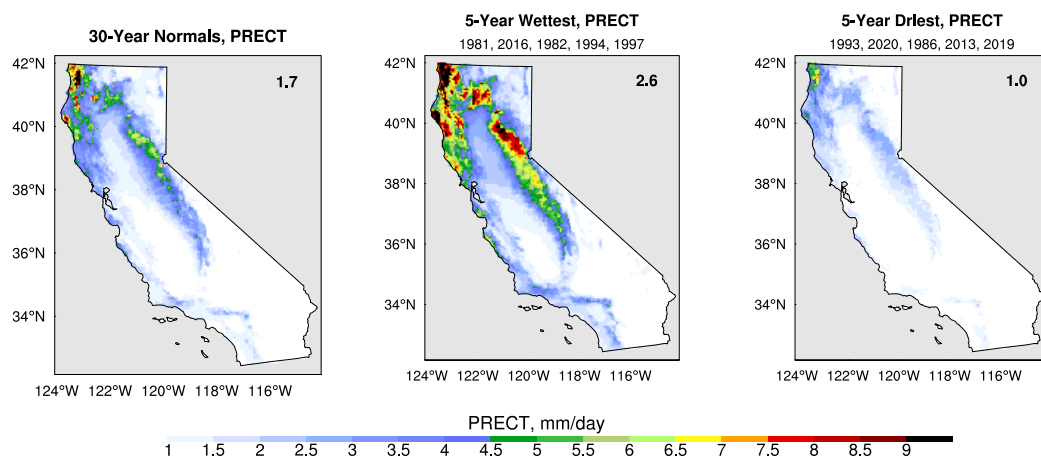 30-Year Normals, PRECT
1.7
42°N
40°N
38°N
36°N
34°N
124°W 122°W 120°W 118°W 116°W
5-Year Wettest, PRECT
1981, 2016, 1982, 1994, 1997
2.6
42°N
40°N
38°N
36°N
34°N
124°W 122°W 120°W 118°W 116°W
5-Year Driest, PRECT
1993, 2020, 1986, 2013, 2019
1.0
42°N
40°N
38°N
36°N
34°N
124°W 122°W 120°W 118°W 116°W
PRECT, mm/day
1 1.5 2 2.5 3 3.5 4 4.5 5 5.5 6 6.5 7 7.5 8 8.5 9